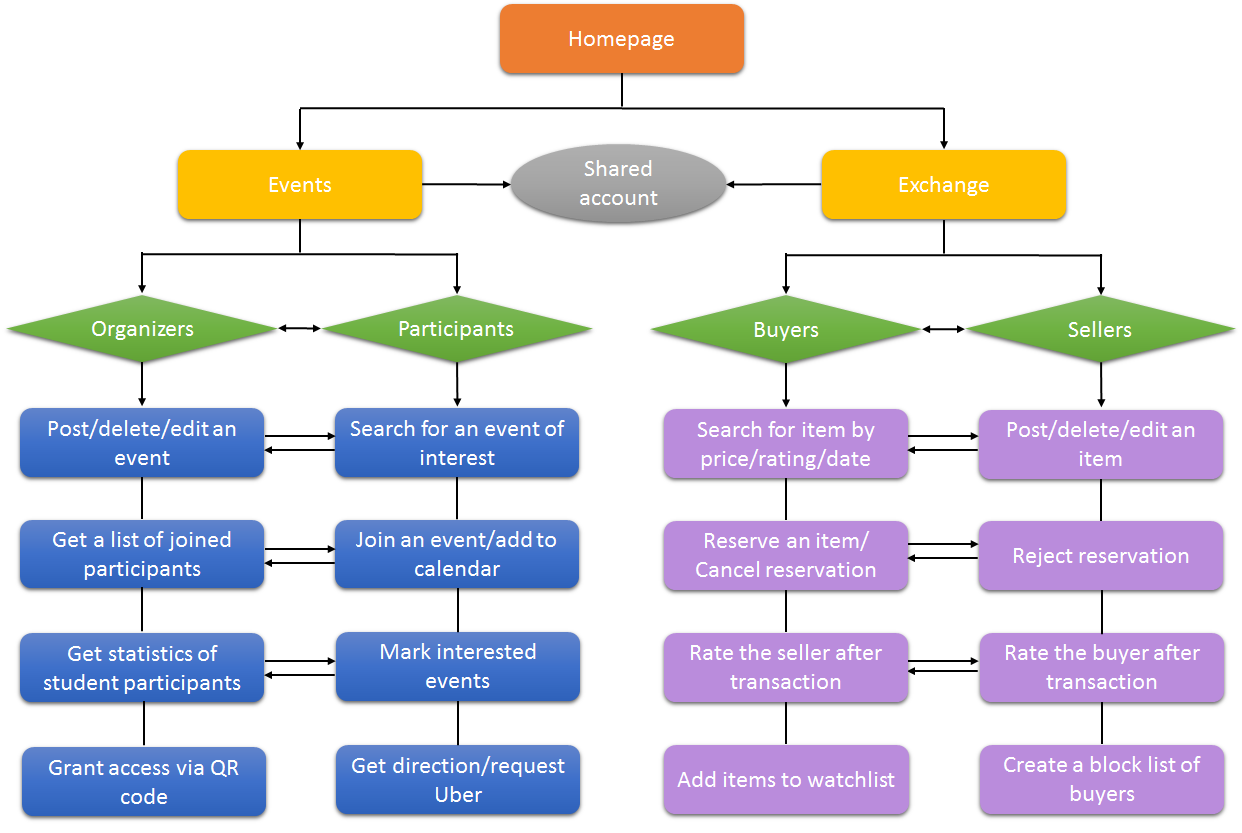 Homepage
Events
Shared
account
Exchange
Organizers
Participants
Buyers
Sellers
Post/delete/edit an
event
Search for an event of
interest
Search for item by
price/rating/date
Post/delete/edit an
item
Get a list of joined
participants
Join an event/add to
calendar
Reserve an item/
Cancel reservation
Reject reservation
Get statistics of
student participants
Mark interested
events
Rate the seller after
transaction
Rate the buyer after
transaction
Grant access via QR
code
Get direction/request
Uber
Add items to watchlist
Create a block list of
buyers